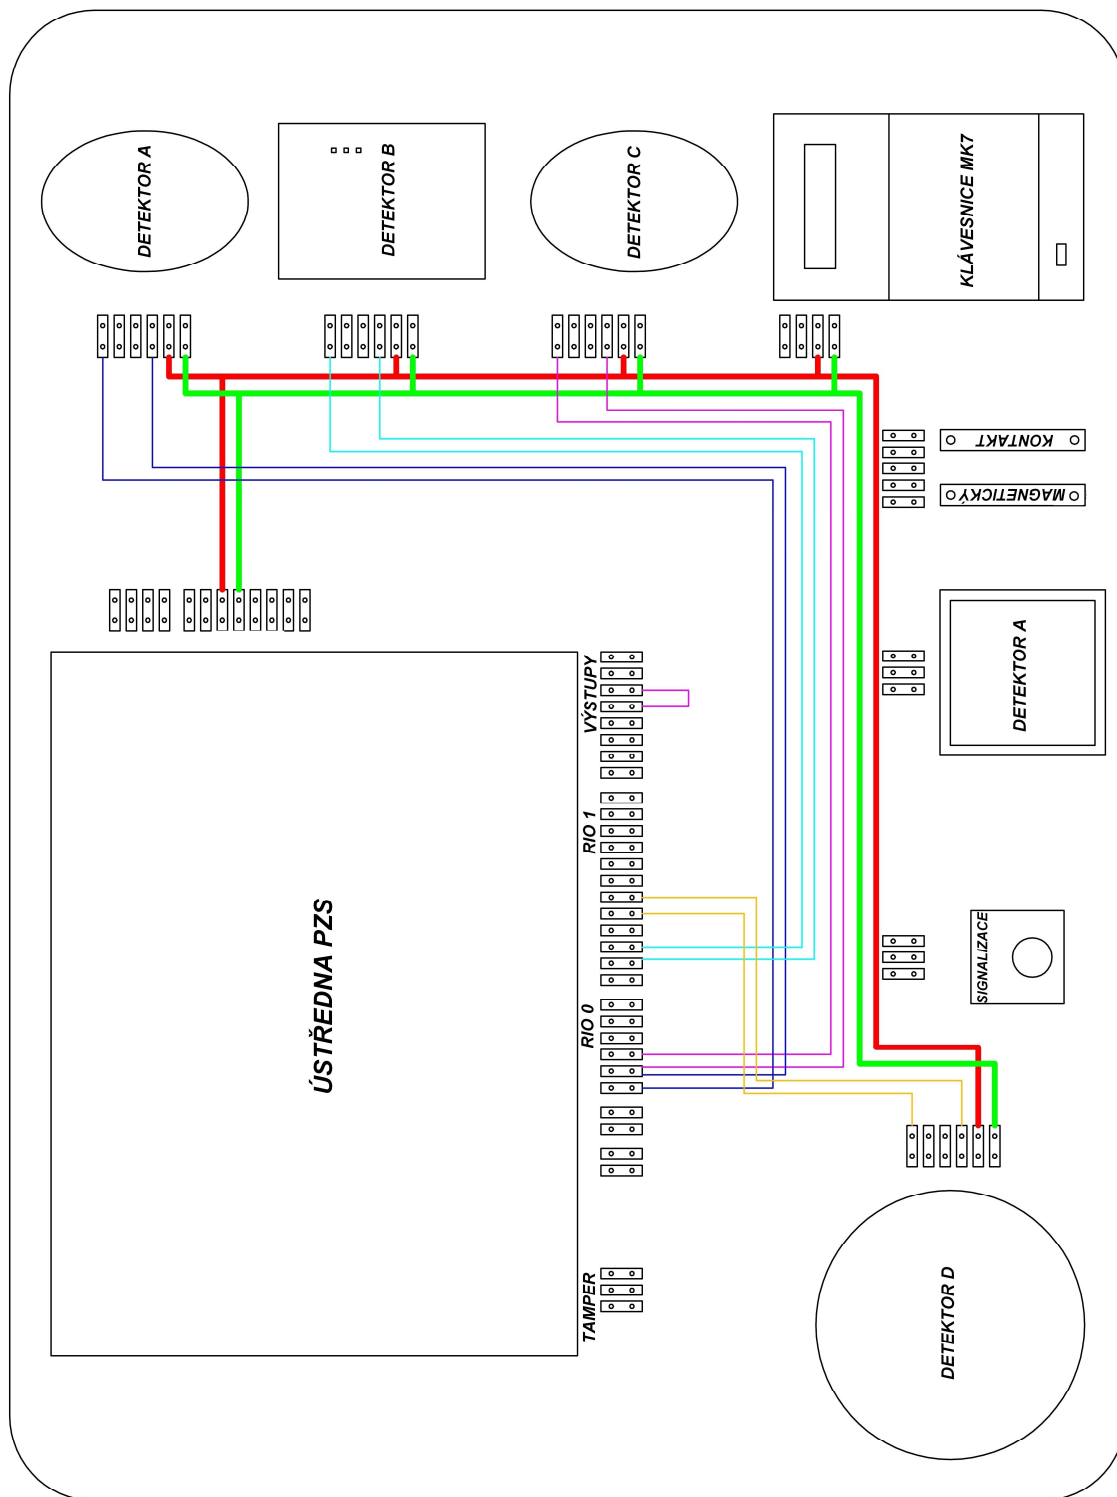 DETEKTOR A
DETEKTOR B
DETEKTOR C
KLÁVESNICE MK7
KONTAKT
MAGNETICKÝ
DETEKTOR A
VÝSTUPY
RIO 1
ÚSTŘEDNA PZS
SIGNALIZACE
RIO 0
TAMPER
DETEKTOR D